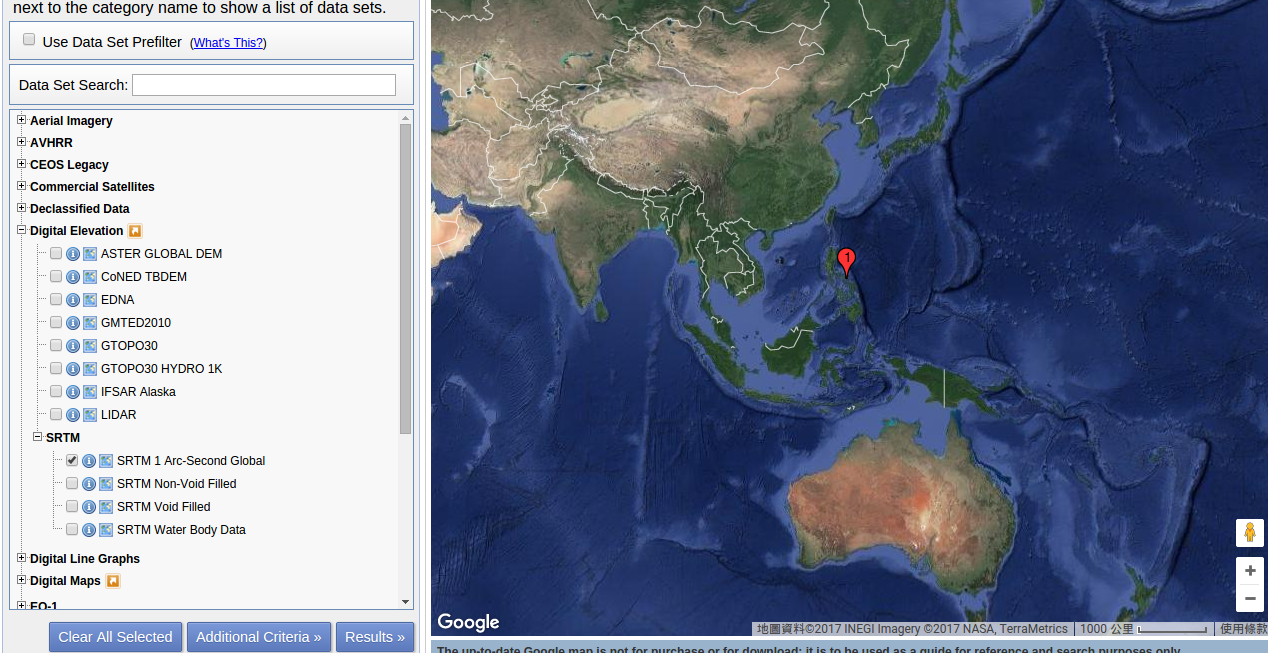 next to the category name to show a list of data sets.
Use Data Set Prefilter (What's This?)
Data Set Search:
Aerial Imagery
AVHRR
CEOS Legacy
Commercial Satellites
Declassified Data
Digital Elevation
ASTER GLOBAL DEM
CoNED TBDEM
EDNA
GMTED2010
GTOPO30
GTOPO30 HYDRO 1K
IFSAR Alaska
LIDAR
SRTM
SRTM 1 Arc-Second Global
SRTM Non-Void Filled
SRTM Void Filled
SRTM Water Body Data
Digital Line Graphs
Digital Maps
EO-1
Clear All Selected
Additional Criteria »
Results »
1
Google
地圖資料©2017 INEGI Imagery ©2017 NASA, TerraMetrics
1000 公里
使用條款
The up-to-date Google map is not for purchase or for download; it is to be used as a guide for reference and search purposes only.